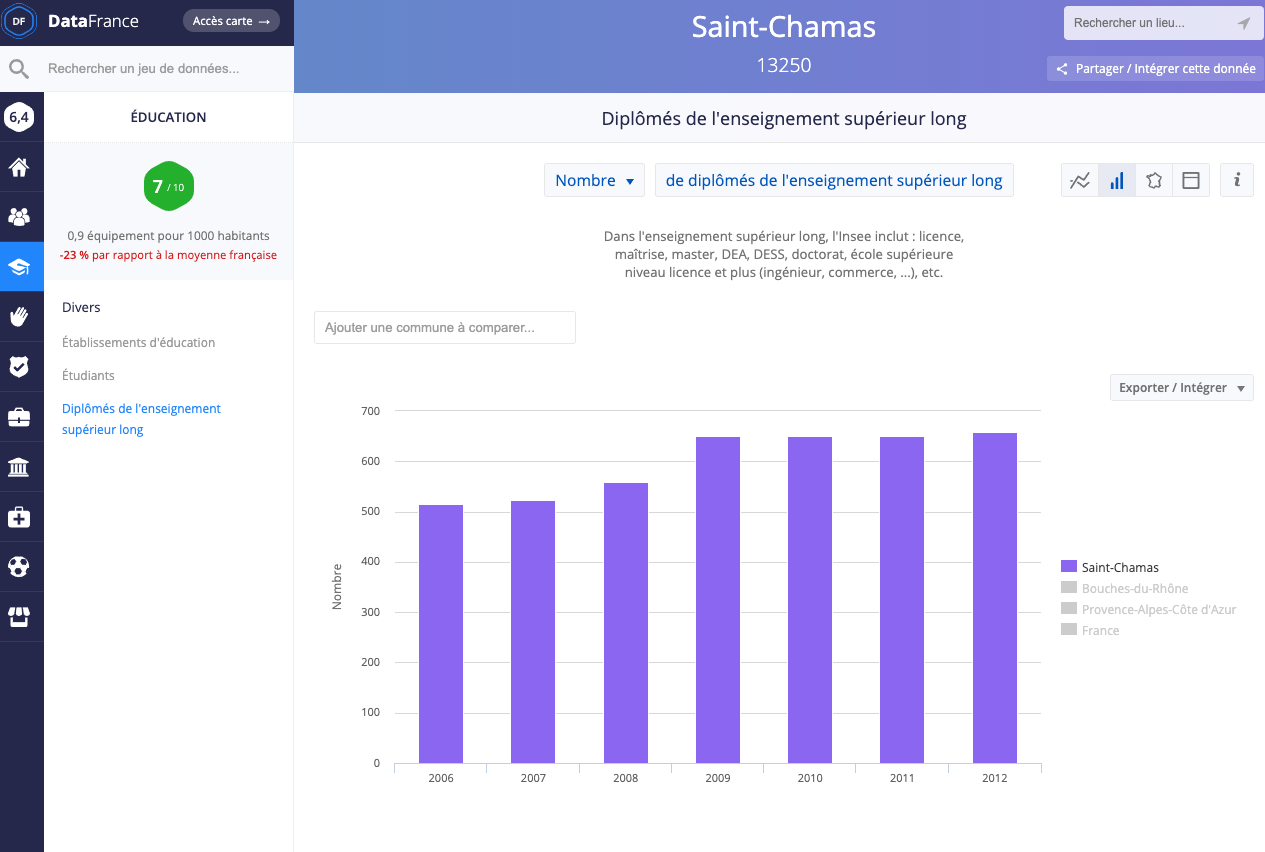 DF DataFrance Accès carte →
Rechercher un jeu de données...
Saint-Chamas
13250
Rechercher un lieu...
Partager / Intégrer cette donnée
6,4
ÉDUCATION
7 / 10
0,9 équipement pour 1000 habitants
-23 % par rapport à la moyenne française
Divers
Établissements d'éducation
Étudiants
Diplômés de l'enseignement
supérieur long
Diplômés de l'enseignement supérieur long
Nombre ▼ de diplômés de l'enseignement supérieur long
i
Dans l'enseignement supérieur long, l'Insee inclut : licence,
maîtrise, master, DEA, DESS, doctorat, école supérieure
niveau licence et plus (ingénieur, commerce, ...), etc.
Ajouter une commune à comparer...
Exporter / Intégrer ▼
Nombre
700
600
500
400
300
200
100
0
2006 2007 2008 2009 2010 2011 2012
Saint-Chamas
Bouches-du-Rhône
Provence-Alpes-Côte d'Azur
France